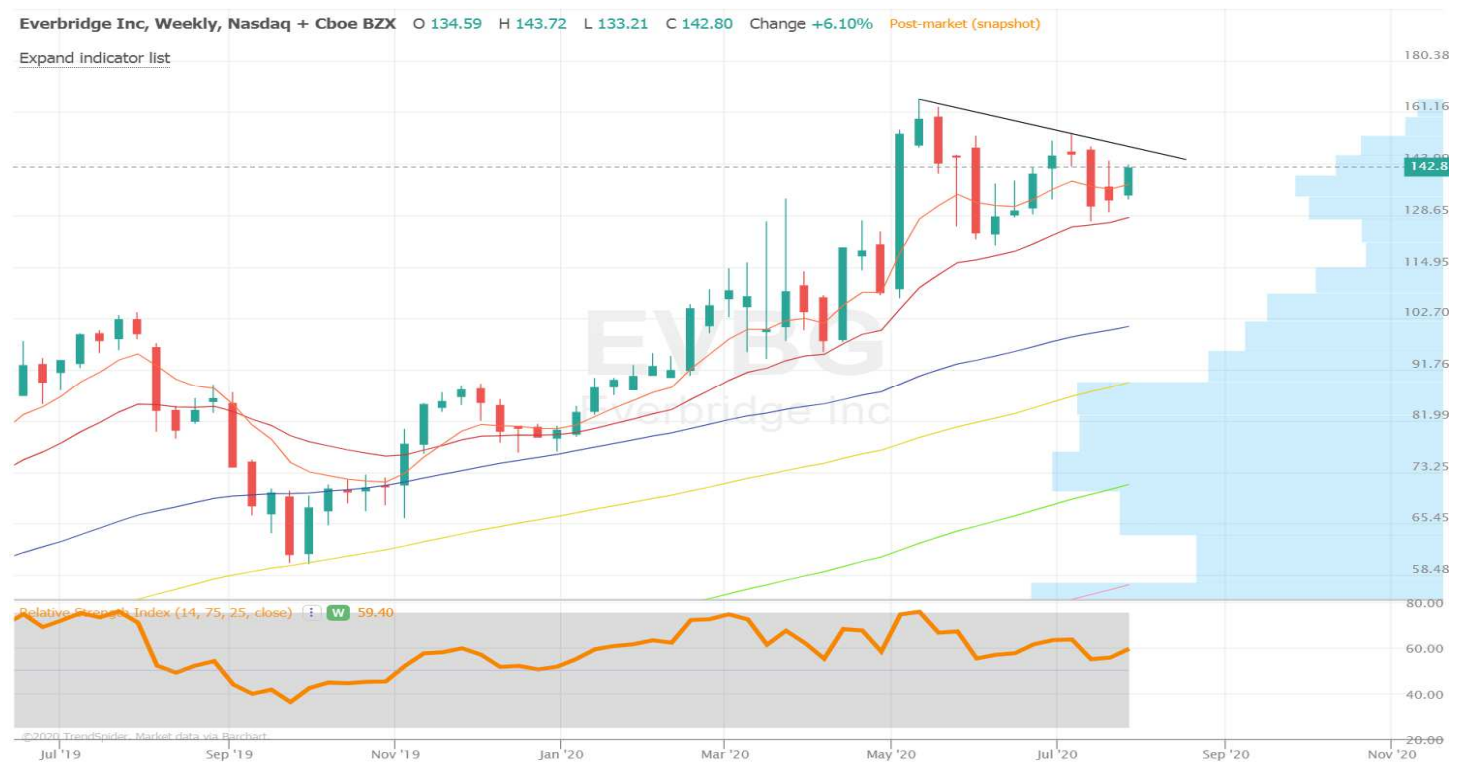 Everbridge Inc, Weekly, Nasdaq + Cboe BZX O 134.59 H 143.72 L 133.21 C 142.80 Change +6.10% Post-market (snapshot)
Expand indicator list
180.38
161.16
142.8
128.65
114.95
102.70
91.76
81.99
73.25
65.45
58.48
EVBG
Everbridge Inc
Relative Strength Index (14, 75, 25, close) W 59.40
80.00
60.00
40.00
20.00
©2020 TrendSpider, Market data via Barchart.
Jul '19 Sep '19 Nov '19 Jan '20 Mar '20 May '20 Jul '20 Sep '20 Nov '20